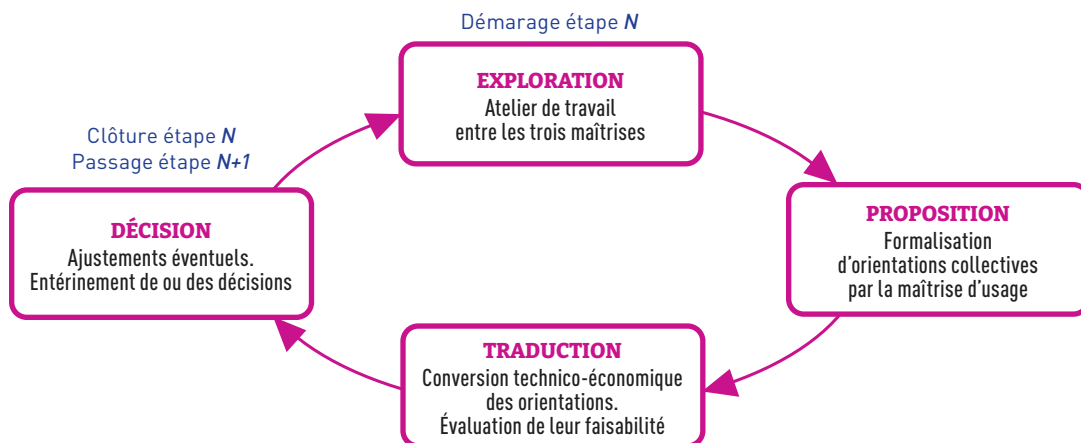 Démarage étape N
EXPLORATION
Atelier de travail
entre les trois maîtrises
PROPOSITION
Formalisation
d'orientations collectives
par la maîtrise d'usage
TRADUCTION
Conversion technico-économique
des orientations.
Évaluation de leur faisabilité
Clôture étape N
Passage étape N+1
DÉCISION
Ajustements éventuels.
Entérinement de ou des décisions